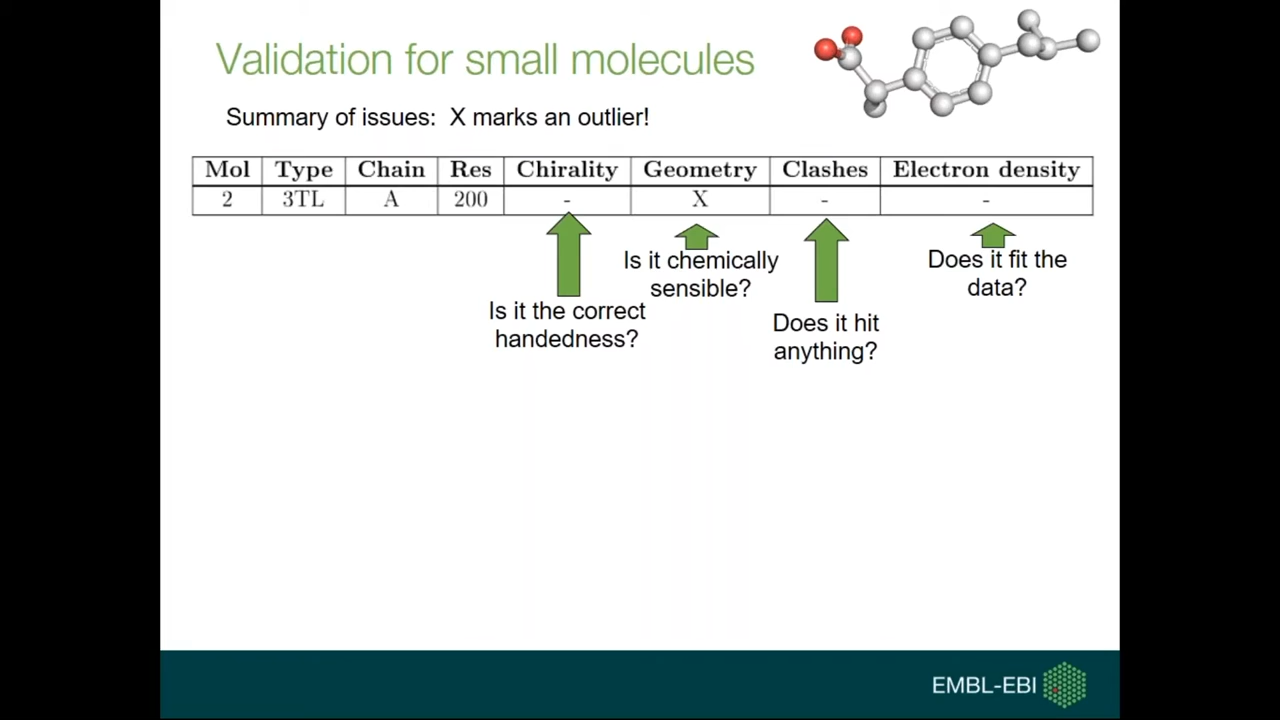 Validation for small molecules
Summary of issues: X marks an outlier!
Mol Type Chain Res Chirality Geometry Clashes Electron density
2 3TL A 200 - X - -
Is it the correct
handedness?
Is it chemically
sensible?
Does it hit
anything?
Does it fit the
data?
EMBL-EBI